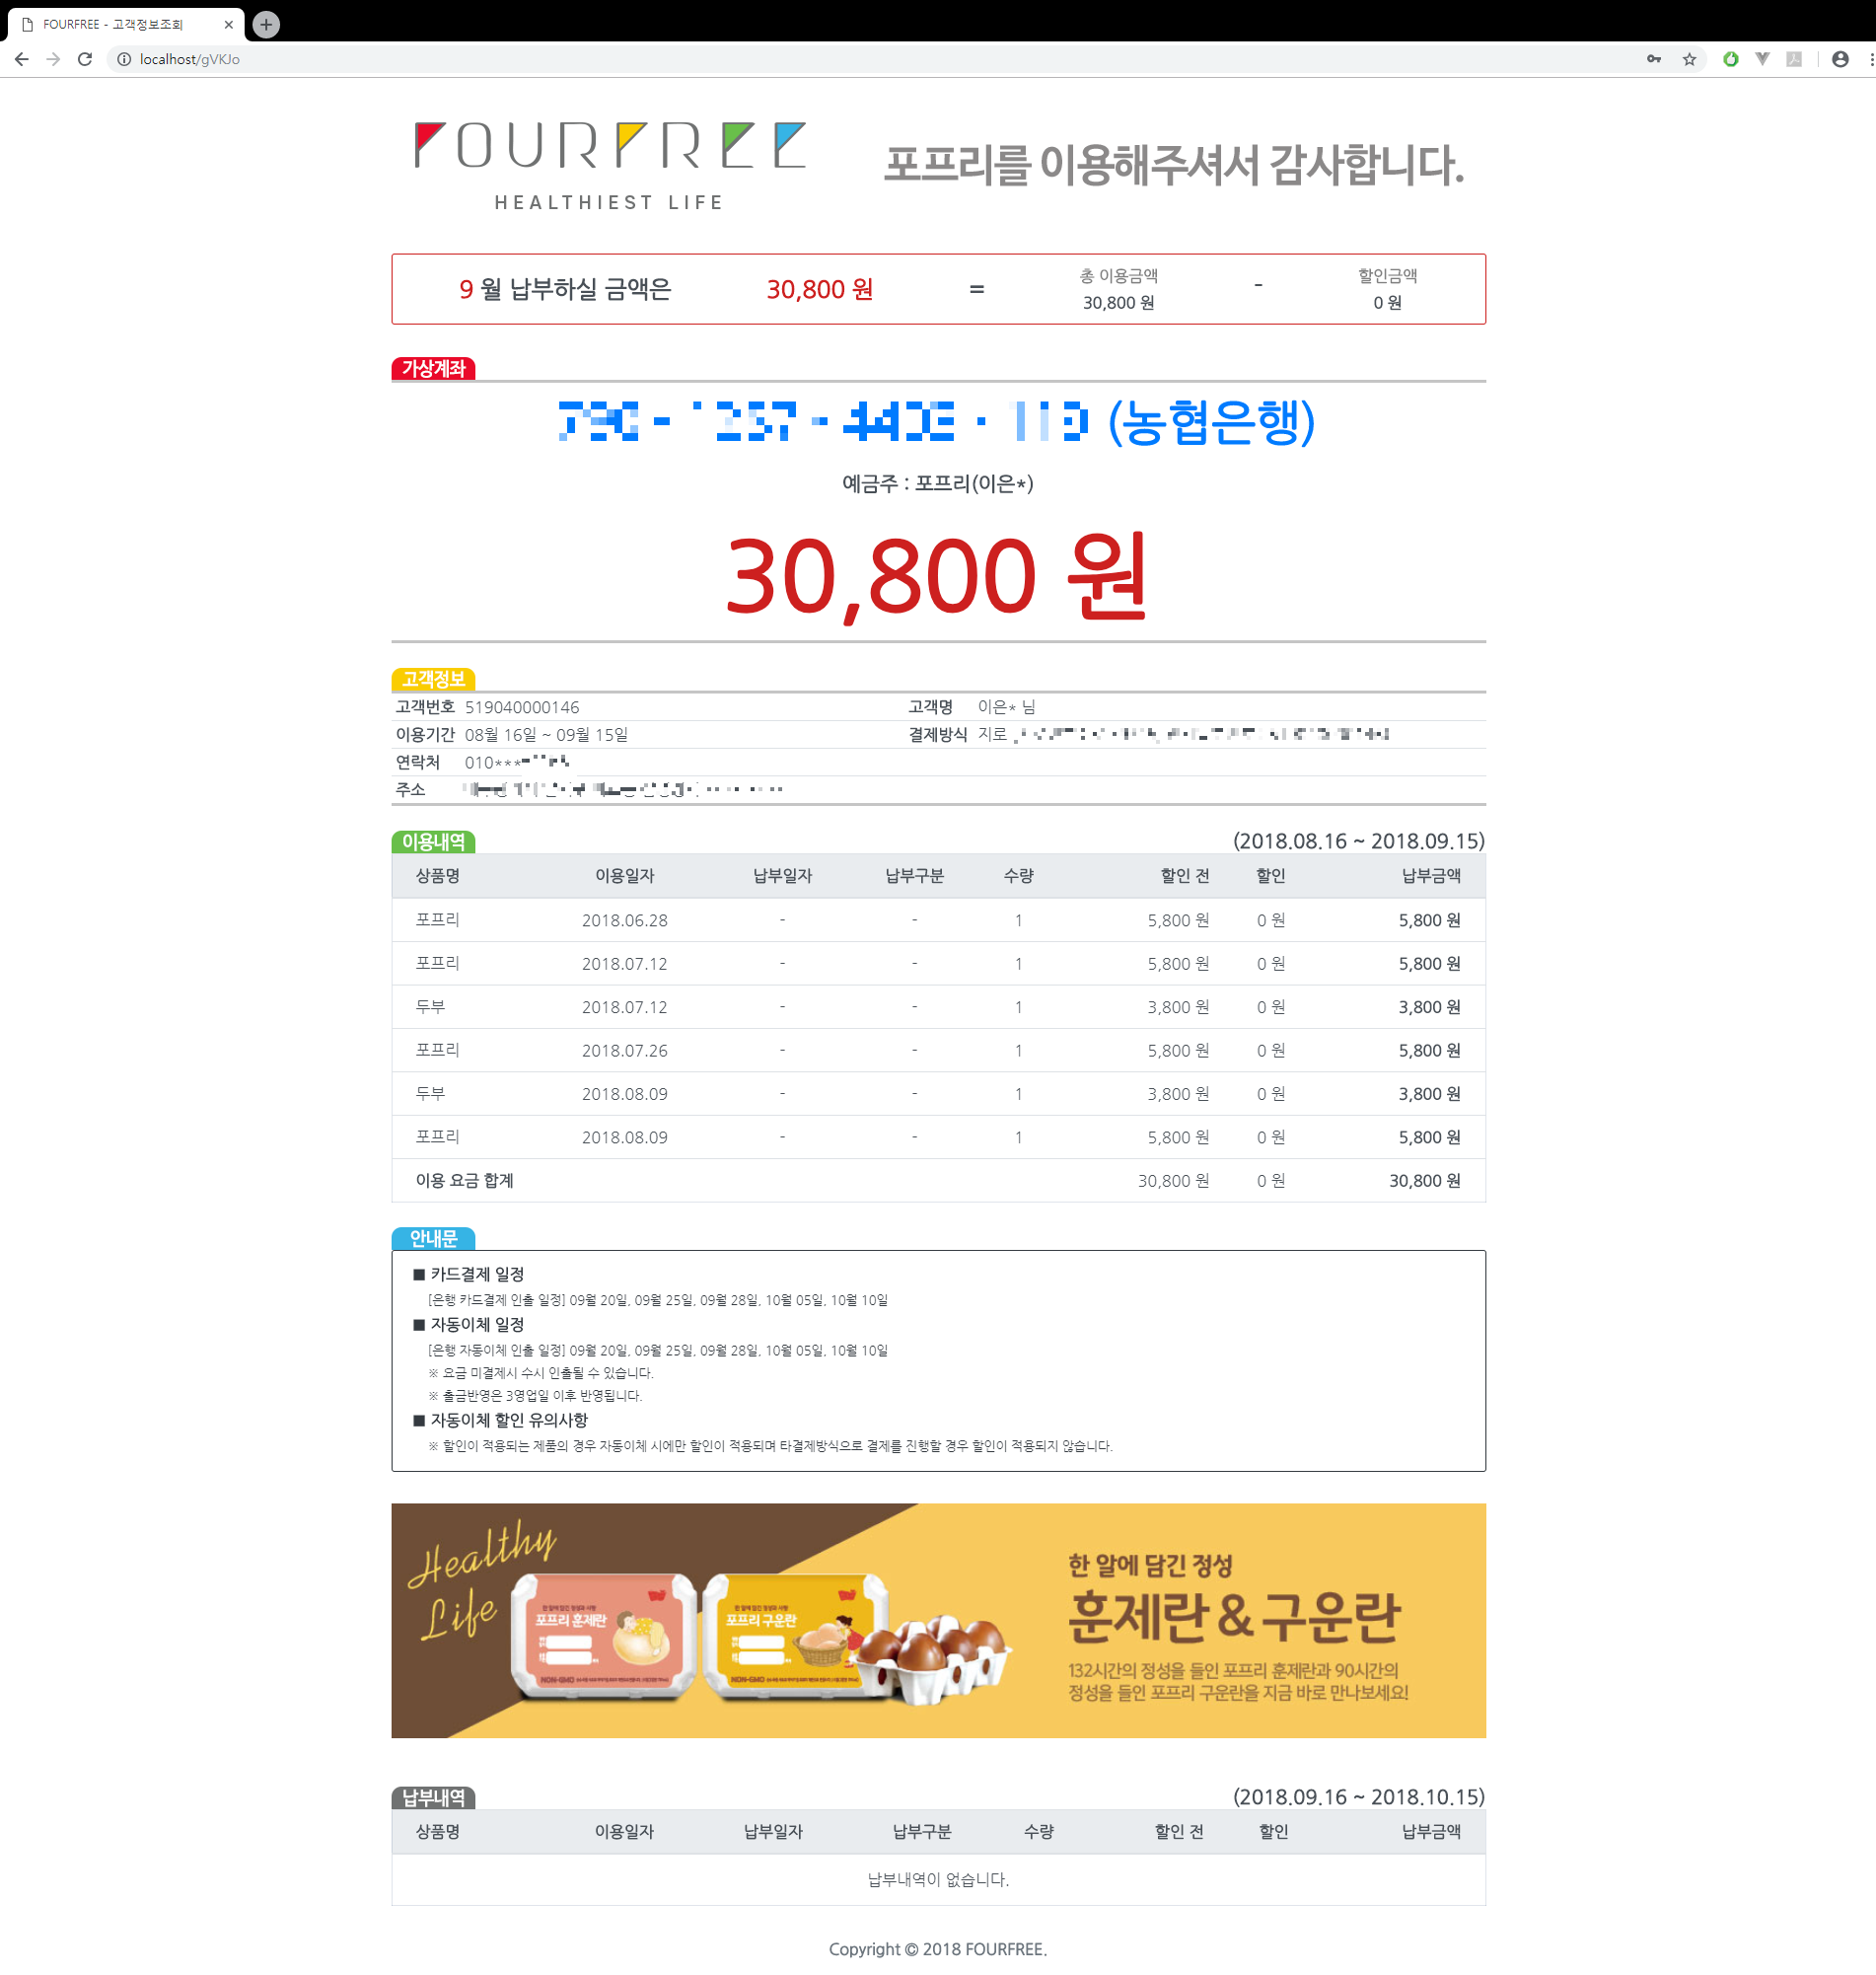 FOURFREE - 고객정보조회
localhost/gVKJo
FOURFREE
HEALTHIEST LIFE
포프리를 이용해주셔서 감사합니다.
9 월 납부하실 금액은 30,800 원 = 총 이용금액 30,800 원 - 할인금액 0 원
가상계좌
(농협은행)
예금주 : 포프리(이은*)
30,800 원
고객정보
고객번호 519040000146 고객명 이은* 님
이용기간 08월 16일 ~ 09월 15일 결제방식 지로
연락처 010***
주소
이용내역 (2018.08.16 ~ 2018.09.15)
상품명 이용일자 납부일자 납부구분 수량 할인 전 할인 납부금액
포프리 2018.06.28 - - 1 5,800 원 0 원 5,800 원
포프리 2018.07.12 - - 1 5,800 원 0 원 5,800 원
두부 2018.07.12 - - 1 3,800 원 0 원 3,800 원
포프리 2018.07.26 - - 1 5,800 원 0 원 5,800 원
두부 2018.08.09 - - 1 3,800 원 0 원 3,800 원
포프리 2018.08.09 - - 1 5,800 원 0 원 5,800 원
이용 요금 합계 30,800 원 0 원 30,800 원
안내문
■ 카드결제 일정
[은행 카드결제 인출 일정] 09월 20일, 09월 25일, 09월 28일, 10월 05일, 10월 10일
■ 자동이체 일정
[은행 자동이체 인출 일정] 09월 20일, 09월 25일, 09월 28일, 10월 05일, 10월 10일
※ 요금 미결제시 수시 인출될 수 있습니다.
※ 출금반영은 3영업일 이후 반영됩니다.
■ 자동이체 할인 유의사항
※ 할인이 적용되는 제품의 경우 자동이체 시에만 할인이 적용되며 타결제방식으로 결제를 진행할 경우 할인이 적용되지 않습니다.
Healthy
Life
한 알에 담긴 정성과 사랑
포프리 훈제란
NON-GMO
한 알에 담긴 정성과 사랑
포프리 구운란
NON-GMO
한 알에 담긴 정성
훈제란 & 구운란
132시간의 정성을 들인 포프리 훈제란과 90시간의
정성을 들인 포프리 구운란을 지금 바로 만나보세요!
납부내역 (2018.09.16 ~ 2018.10.15)
상품명 이용일자 납부일자 납부구분 수량 할인 전 할인 납부금액
납부내역이 없습니다.
Copyright © 2018 FOURFREE.